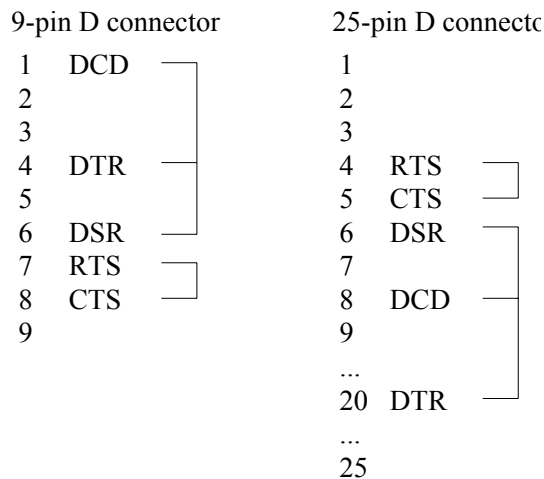 9-pin D connector
1 DCD
2
3
4 DTR
5
6 DSR
7 RTS
8 CTS
9
25-pin D connecto
1
2
3
4 RTS
5 CTS
6 DSR
7
8 DCD
9
...
20 DTR
...
25